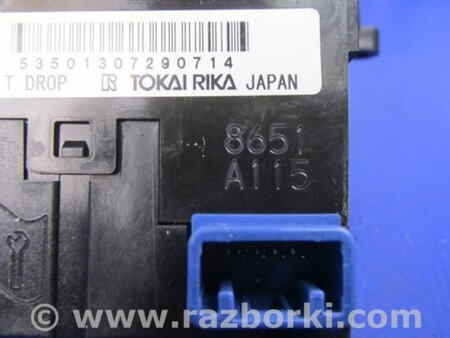 53501307290714
T DROP TOKAI RIKA JAPAN
8651
A115
www.razborki.com